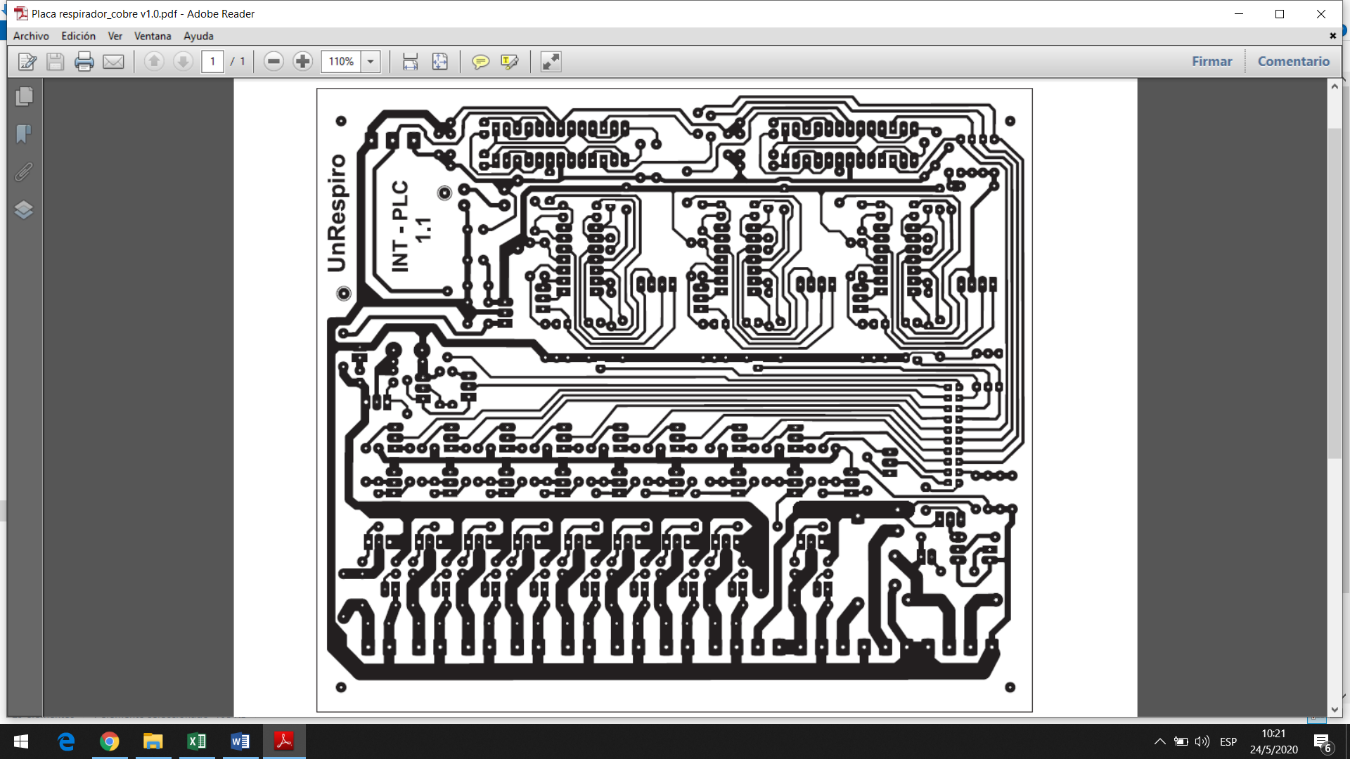 Placa respirador_cobre v1.0.pdf - Adobe Reader
Archivo Edición Ver Ventana Ayuda
1 / 1 110% Firmar Comentario
UnRespiro
INT - PLC
1.1
ESP
10:21
24/5/2020
6